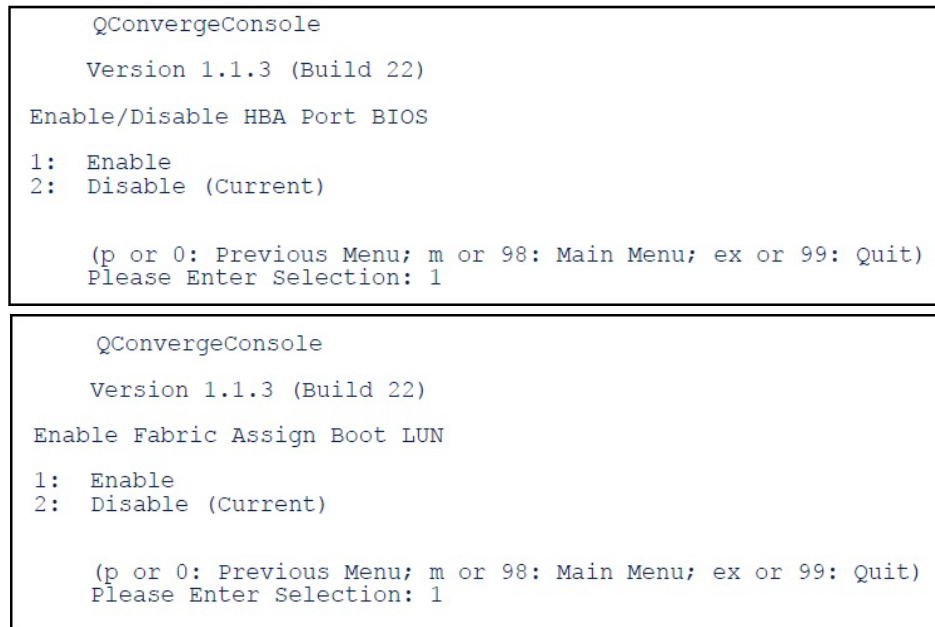 QConvergeConsole
Version 1.1.3 (Build 22)
Enable/Disable HBA Port BIOS
1: Enable
2: Disable (Current)
(p or 0: Previous Menu; m or 98: Main Menu; ex or 99: Quit)
Please Enter Selection: 1
QConvergeConsole
Version 1.1.3 (Build 22)
Enable Fabric Assign Boot LUN
1: Enable
2: Disable (Current)
(p or 0: Previous Menu; m or 98: Main Menu; ex or 99: Quit)
Please Enter Selection: 1